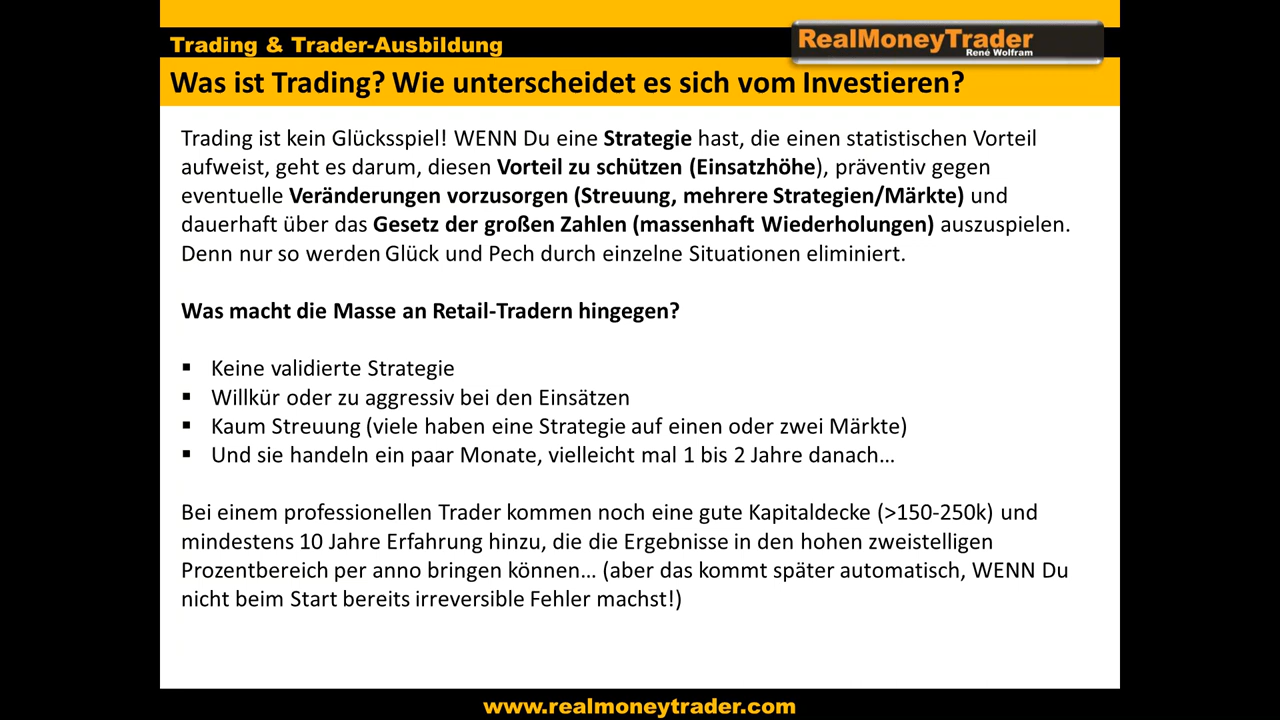 Trading & Trader-Ausbildung
RealMoneyTrader
René Wolfram
Was ist Trading? Wie unterscheidet es sich vom Investieren?
Trading ist kein Glücksspiel! WENN Du eine Strategie hast, die einen statistischen Vorteil
aufweist, geht es darum, diesen Vorteil zu schützen (Einsatzhöhe), präventiv gegen
eventuelle Veränderungen vorzusorgen (Streuung, mehrere Strategien/Märkte) und
dauerhaft über das Gesetz der großen Zahlen (massenhaft Wiederholungen) auszuspielen.
Denn nur so werden Glück und Pech durch einzelne Situationen eliminiert.
Was macht die Masse an Retail-Tradern hingegen?
▪ Keine validierte Strategie
▪ Willkür oder zu aggressiv bei den Einsätzen
▪ Kaum Streuung (viele haben eine Strategie auf einen oder zwei Märkte)
▪ Und sie handeln ein paar Monate, vielleicht mal 1 bis 2 Jahre danach…
Bei einem professionellen Trader kommen noch eine gute Kapitaldecke (>150-250k) und
mindestens 10 Jahre Erfahrung hinzu, die die Ergebnisse in den hohen zweistelligen
Prozentbereich per anno bringen können… (aber das kommt später automatisch, WENN Du
nicht beim Start bereits irreversible Fehler machst!)
www.realmoneytrader.com